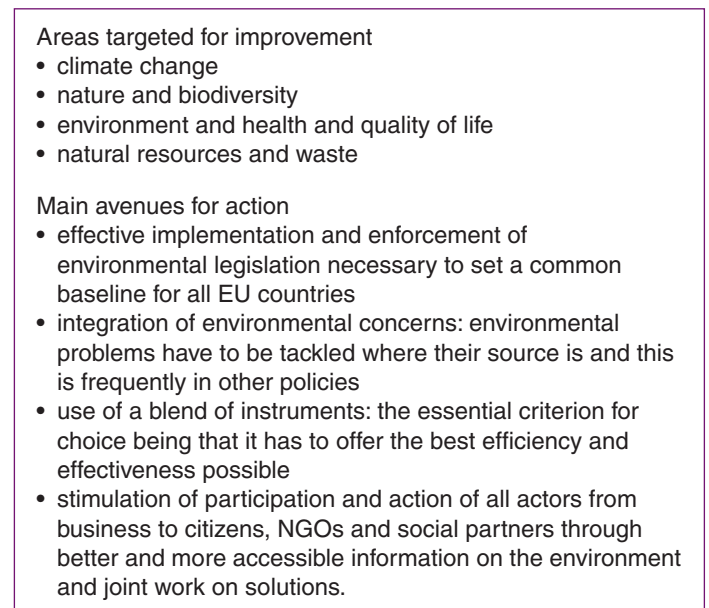 Areas targeted for improvement
• climate change
• nature and biodiversity
• environment and health and quality of life
• natural resources and waste
Main avenues for action
• effective implementation and enforcement of
environmental legislation necessary to set a common
baseline for all EU countries
• integration of environmental concerns: environmental
problems have to be tackled where their source is and this
is frequently in other policies
• use of a blend of instruments: the essential criterion for
choice being that it has to offer the best efficiency and
effectiveness possible
• stimulation of participation and action of all actors from
business to citizens, NGOs and social partners through
better and more accessible information on the environment
and joint work on solutions.